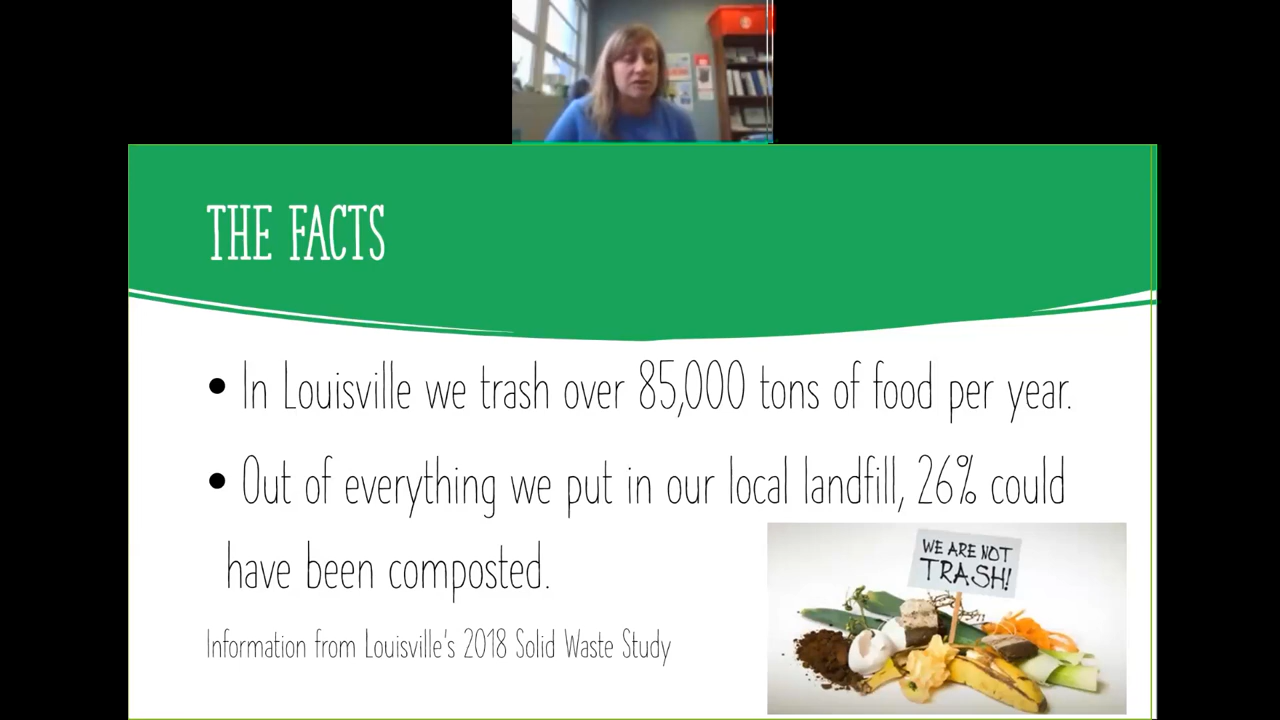 THE FACTS
• In Louisville we trash over 85,000 tons of food per year.
• Out of everything we put in our local landfill, 26% could
have been composted.
WE ARE NOT
TRASH!
Information from Louisville's 2018 Solid Waste Study